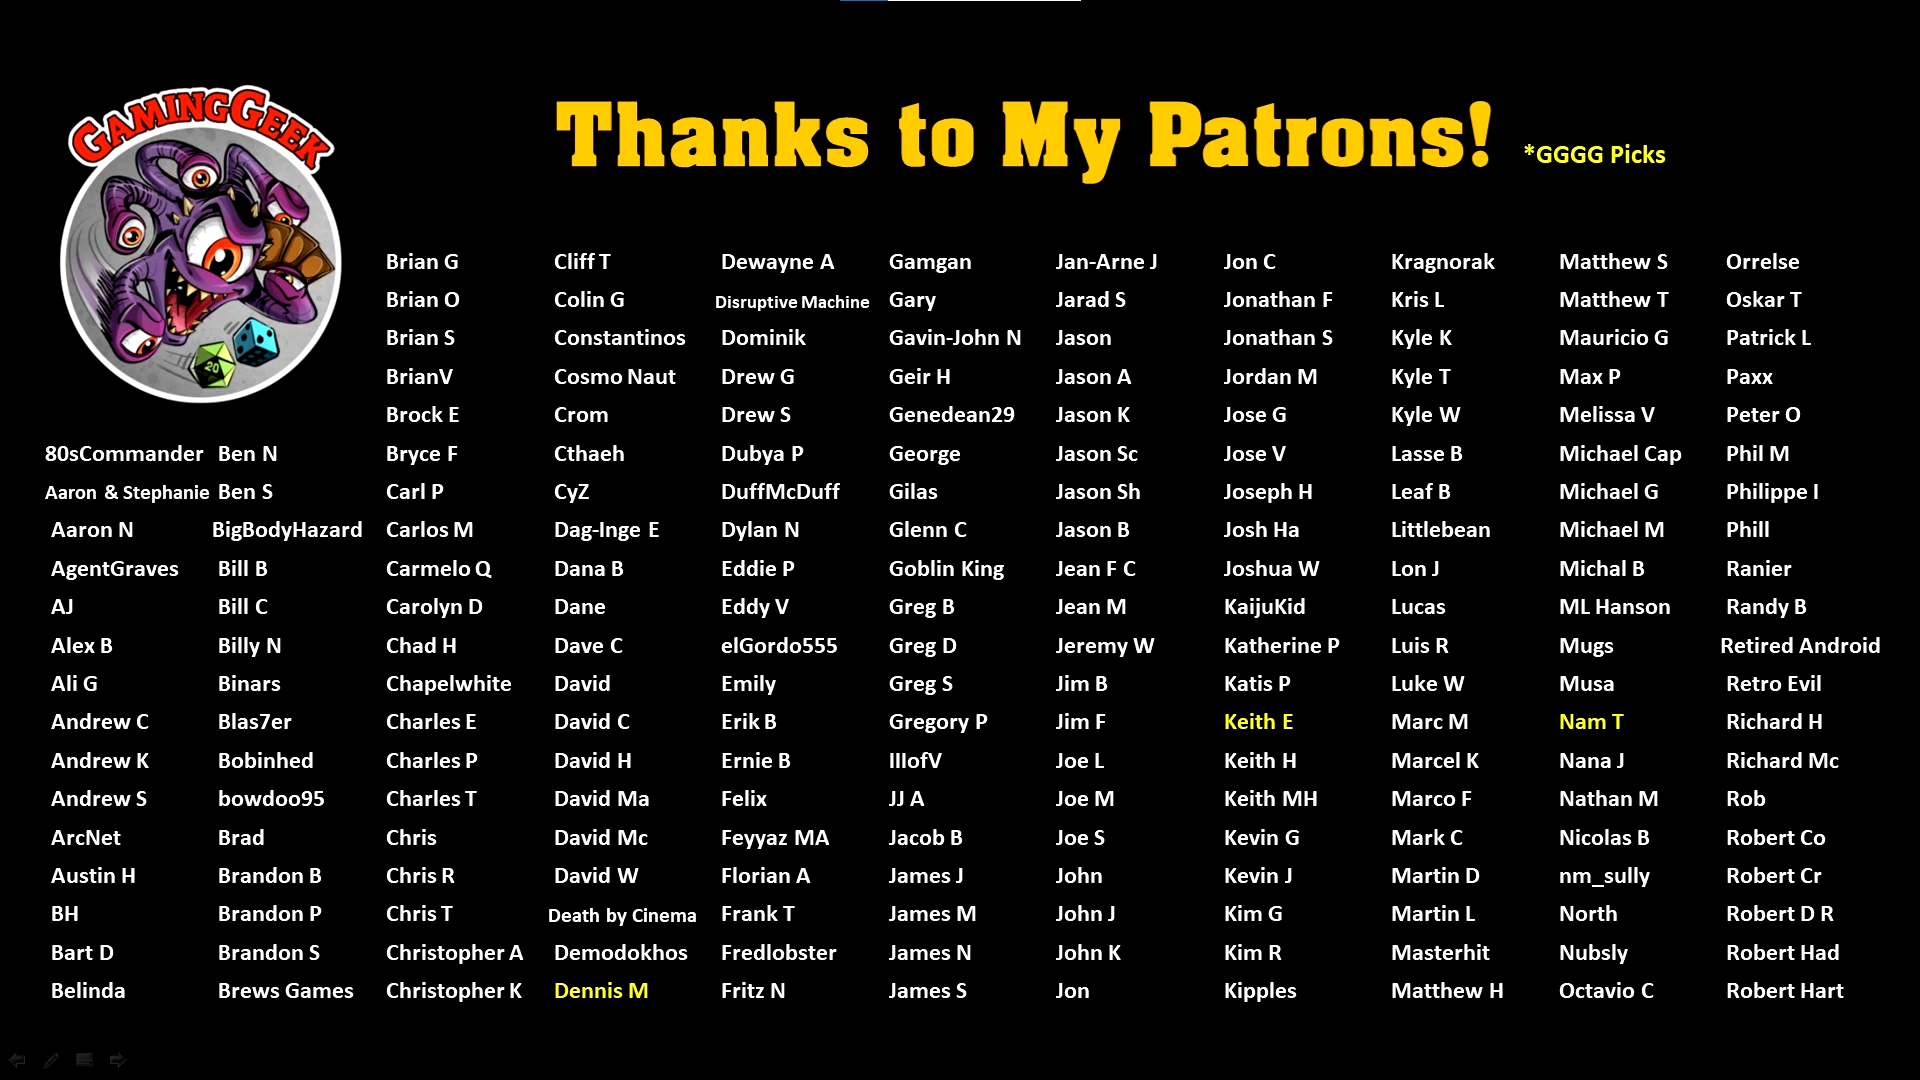 GAMINGGEEK
Thanks to My Patrons!
*GGGG Picks
20
80sCommander
Aaron & Stephanie
Aaron N
AgentGraves
AJ
Alex B
Ali G
Andrew C
Andrew K
Andrew S
ArcNet
Austin H
BH
Bart D
Belinda
Ben N
Ben S
BigBodyHazard
Bill B
Bill C
Billy N
Binars
Blas7er
Bobinhed
bowdoo95
Brad
Brandon B
Brandon P
Brandon S
Brews Games
Brian G
Brian O
Brian S
BrianV
Brock E
Bryce F
Carl P
Carlos M
Carmelo Q
Carolyn D
Chad H
Chapelwhite
Charles E
Charles P
Charles T
Chris
Chris R
Chris T
Christopher A
Christopher K
Cliff T
Colin G
Constantinos
Cosmo Naut
Crom
Cthaeh
CyZ
Dag-Inge E
Dana B
Dane
Dave C
David
David C
David H
David Ma
David Mc
David W
Death by Cinema
Demodokhos
Dennis M
Dewayne A
Disruptive Machine
Dominik
Drew G
Drew S
Dubya P
DuffMcDuff
Dylan N
Eddie P
Eddy V
elGordo555
Emily
Erik B
Ernie B
Felix
Feyyaz MA
Florian A
Frank T
Fredlobster
Fritz N
Gamgan
Gary
Gavin-John N
Geir H
Genedean29
George
Gilas
Glenn C
Goblin King
Greg B
Greg D
Greg S
Gregory P
IIIofV
JJ A
Jacob B
James J
James M
James N
James S
Jan-Arne J
Jarad S
Jason
Jason A
Jason K
Jason Sc
Jason Sh
Jason B
Jean F C
Jean M
Jeremy W
Jim B
Jim F
Joe L
Joe M
Joe S
John
John J
John K
Jon
Jon C
Jonathan F
Jonathan S
Jordan M
Jose G
Jose V
Joseph H
Josh Ha
Joshua W
KaijuKid
Katherine P
Katis P
Keith E
Keith H
Keith MH
Kevin G
Kevin J
Kim G
Kim R
Kipples
Kragnorak
Kris L
Kyle K
Kyle T
Kyle W
Lasse B
Leaf B
Littlebean
Lon J
Lucas
Luis R
Luke W
Marc M
Marcel K
Marco F
Mark C
Martin D
Martin L
Masterhit
Matthew H
Matthew S
Matthew T
Mauricio G
Max P
Melissa V
Michael Cap
Michael G
Michael M
Michal B
ML Hanson
Mugs
Musa
Nam T
Nana J
Nathan M
Nicolas B
nm_sully
North
Nubsly
Octavio C
Orrelse
Oskar T
Patrick L
Paxx
Peter O
Phil M
Philippe I
Phill
Ranier
Randy B
Retired Android
Retro Evil
Richard H
Richard Mc
Rob
Robert Co
Robert Cr
Robert D R
Robert Had
Robert Hart